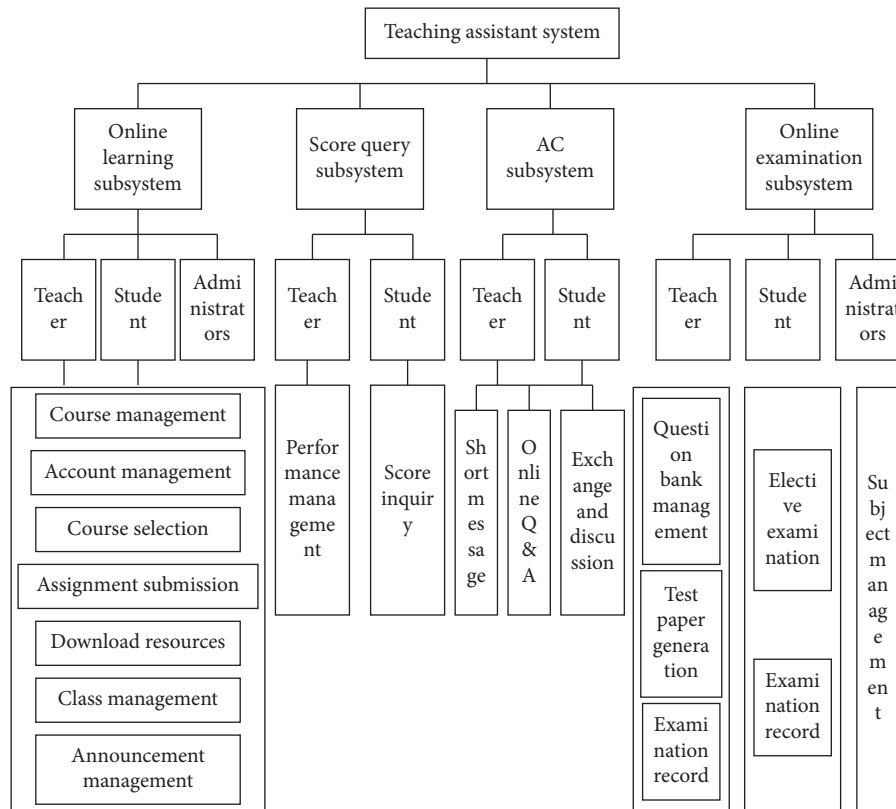 Teaching assistant system
Online
learning
subsystem
Score query
subsystem
AC
subsystem
Online
examination
subsystem
Teach
er
Stude
nt
Admi
nistrat
ors
Teach
er
Stude
nt
Teach
er
Stude
nt
Teach
er
Stude
nt
Admi
nistrat
ors
Course management
Account management
Course selection
Assignment submission
Download resources
Class management
Announcement
management
Perfor
mance
manag
ement
Score
inquir
y
Sh
ort
m
es
sa
ge
O
nli
ne
Q
&
A
Exch
ange
and
discu
ssion
Questi
on
bank
manag
ement
Test
paper
genera
tion
Exami
nation
record
Electi
ve
exami
nation
Exami
nation
record
Su
bj
ect
m
an
ag
e
m
en
t